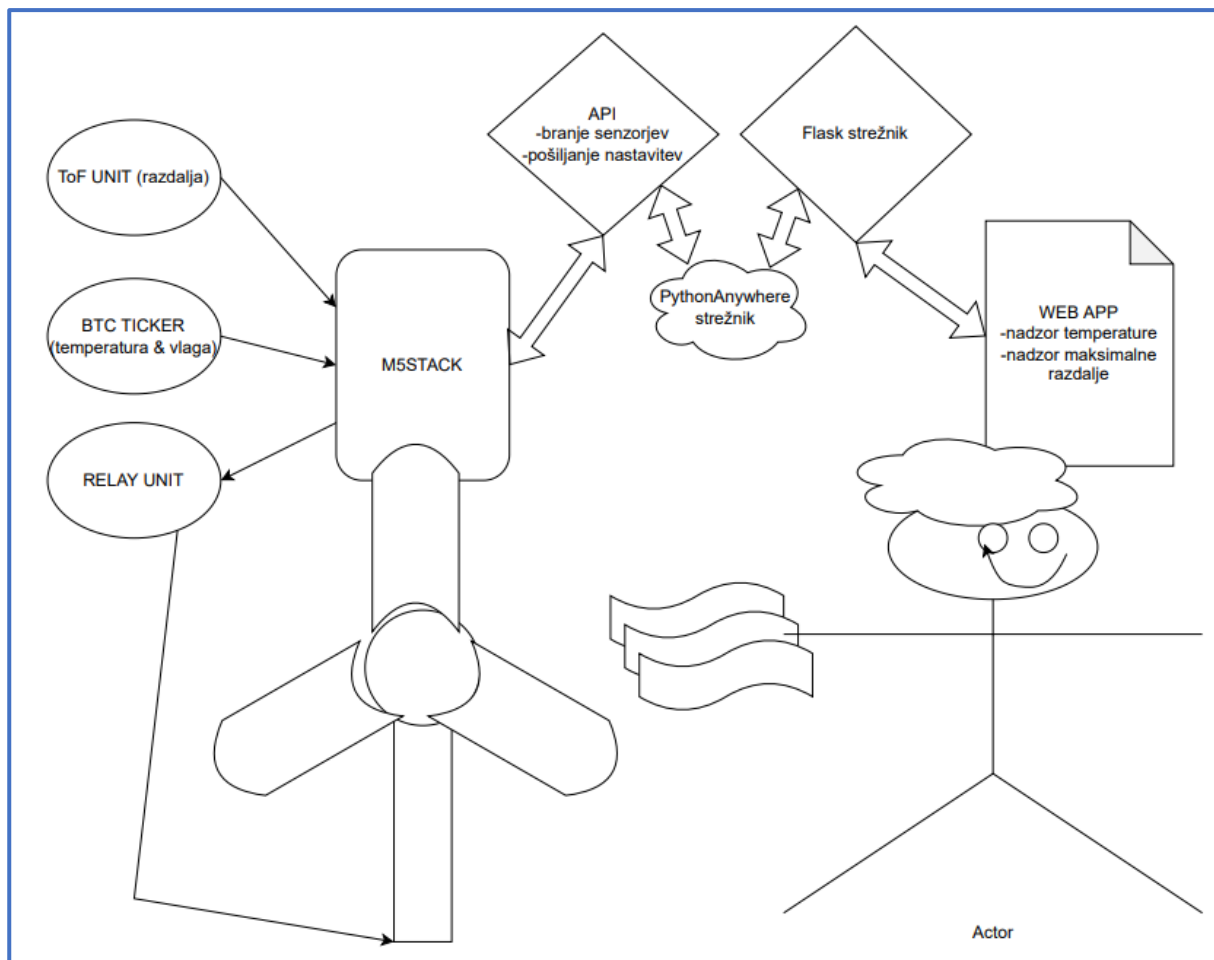 API
-branje senzorjev
-pošiljanje nastavitev
Flask strežnik
ToF UNIT (razdalja)
BTC TICKER
(temperatura & vlaga)
RELAY UNIT
M5STACK
PythonAnywhere
strežnik
WEB APP
-nadzor temperature
-nadzor maksimalne
razdalje
Actor